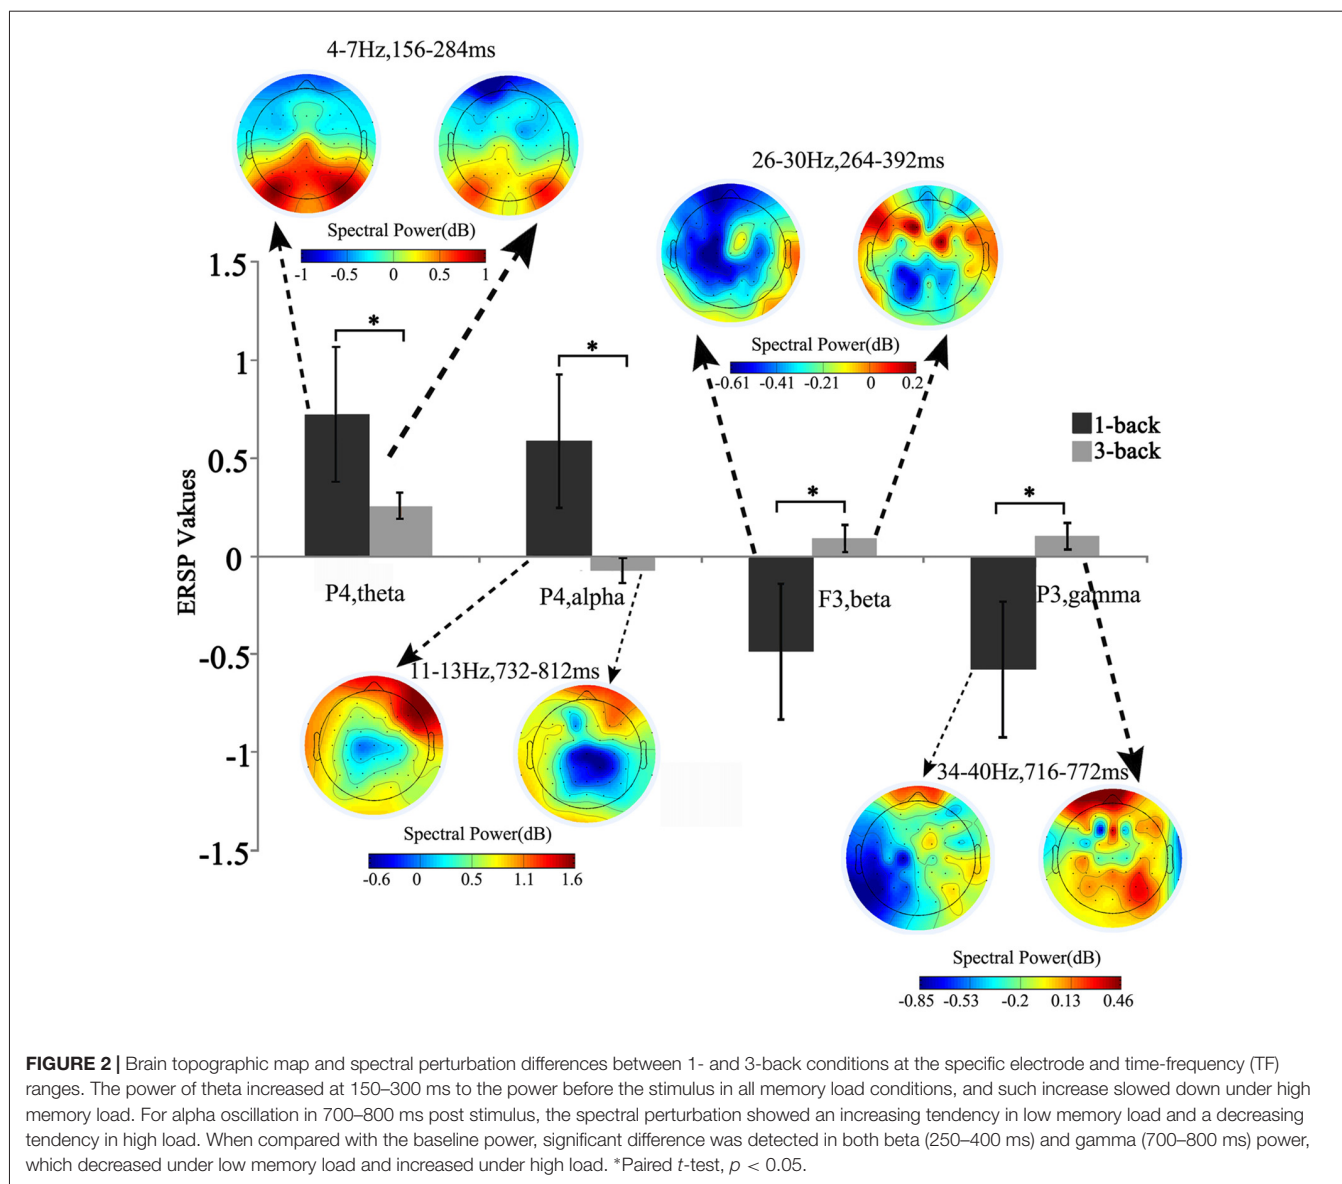 4-7Hz,156-284ms
Spectral Power(dB)
-1 -0.5 0 0.5 1
26-30Hz,264-392ms
Spectral Power(dB)
-0.61 -0.41 -0.21 0 0.2
1.5
1
0.5
0
-0.5
-1
-1.5
ERSP Vakues
*
*
*
*
1-back
3-back
P4,theta
P4,alpha
F3,beta
P3,gamma
11-13Hz,732-812ms
Spectral Power(dB)
-0.6 0 0.5 1.1 1.6
34-40Hz,716-772ms
Spectral Power(dB)
-0.85 -0.53 -0.2 0.13 0.46
FIGURE 2 | Brain topographic map and spectral perturbation differences between 1- and 3-back conditions at the specific electrode and time-frequency (TF)
ranges. The power of theta increased at 150–300 ms to the power before the stimulus in all memory load conditions, and such increase slowed down under high
memory load. For alpha oscillation in 700–800 ms post stimulus, the spectral perturbation showed an increasing tendency in low memory load and a decreasing
tendency in high load. When compared with the baseline power, significant difference was detected in both beta (250–400 ms) and gamma (700–800 ms) power,
which decreased under low memory load and increased under high load. *Paired t-test, p < 0.05.